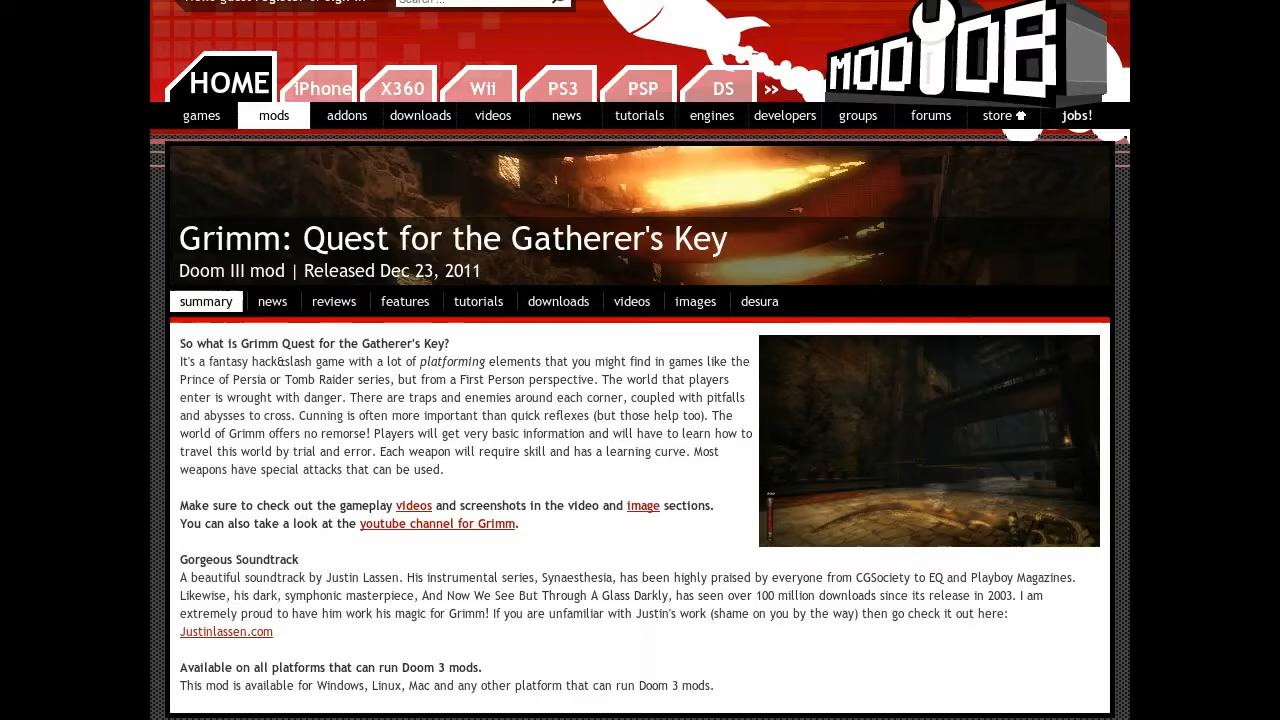 HOME iPhone X360 Wii PS3 PSP DS »
MOD DB
games mods addons downloads videos news tutorials engines developers groups forums store jobs!
Grimm: Quest for the Gatherer's Key
Doom III mod | Released Dec 23, 2011
summary news reviews features tutorials downloads videos images desura
So what is Grimm Quest for the Gatherer's Key?
It's a fantasy hack&slash game with a lot of platforming elements that you might find in games like the
Prince of Persia or Tomb Raider series, but from a First Person perspective. The world that players
enter is wrought with danger. There are traps and enemies around each corner, coupled with pitfalls
and abysses to cross. Cunning is often more important than quick reflexes (but those help too). The
world of Grimm offers no remorse! Players will get very basic information and will have to learn how to
travel this world by trial and error. Each weapon will require skill and has a learning curve. Most
weapons have special attacks that can be used.
Make sure to check out the gameplay videos and screenshots in the video and image sections.
You can also take a look at the youtube channel for Grimm.
Gorgeous Soundtrack
A beautiful soundtrack by Justin Lassen. His instrumental series, Synaesthesia, has been highly praised by everyone from CGSociety to EQ and Playboy Magazines.
Likewise, his dark, symphonic masterpiece, And Now We See But Through A Glass Darkly, has seen over 100 million downloads since its release in 2003. I am
extremely proud to have him work his magic for Grimm! If you are unfamiliar with Justin's work (shame on you by the way) then go check it out here:
Justinlassen.com
Available on all platforms that can run Doom 3 mods.
This mod is available for Windows, Linux, Mac and any other platform that can run Doom 3 mods.